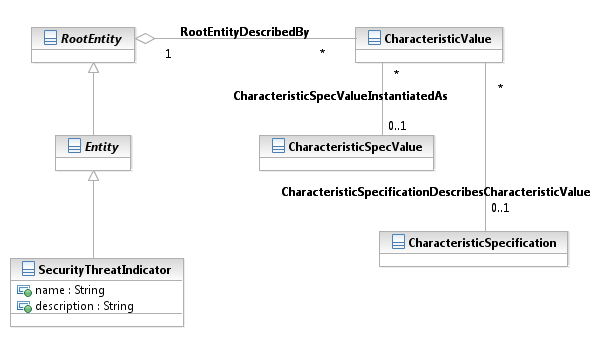 RootEntity
RootEntityDescribedBy
1
*
CharacteristicValue
*
*
CharacteristicSpecValueInstantiatedAs
0..1
Entity
CharacteristicSpecValue
CharacteristicSpecificationDescribesCharacteristicValue
0..1
CharacteristicSpecification
SecurityThreatIndicator
name : String
description : String